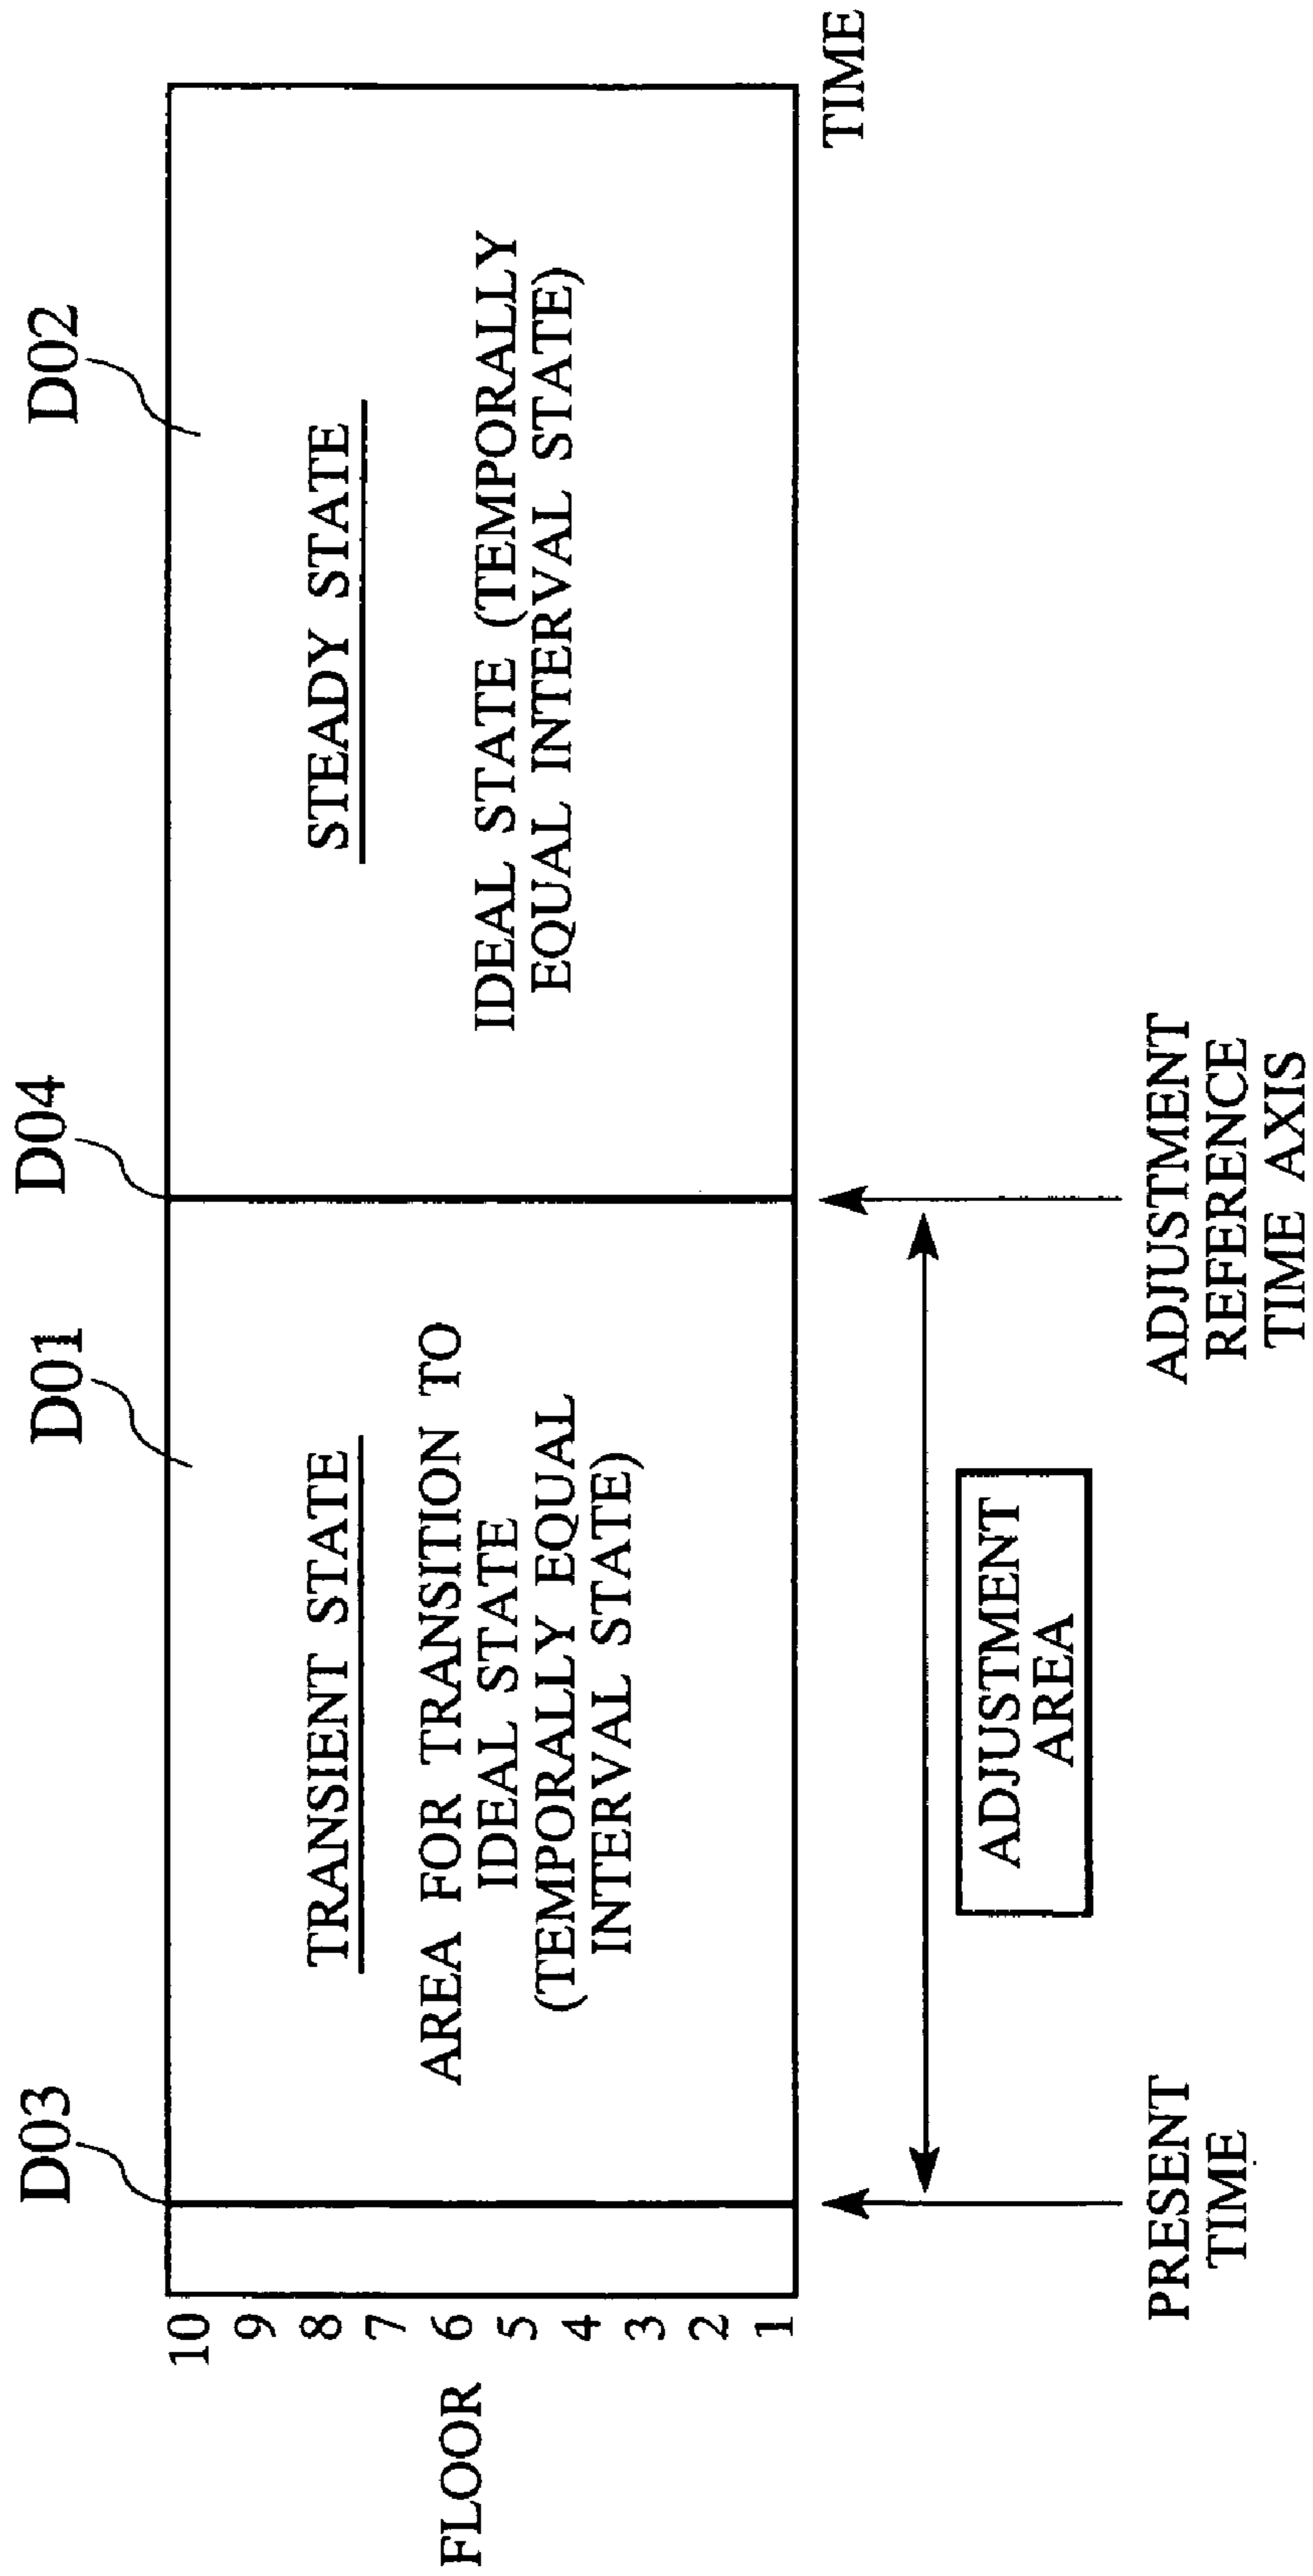 D03
D01
D04
D02
TRANSIENT STATE
AREA FOR TRANSITION TO
IDEAL STATE
(TEMPORALLY EQUAL
INTERVAL STATE)
STEADY STATE
IDEAL STATE (TEMPORALLY
EQUAL INTERVAL STATE)
FLOOR
10
9
8
7
6
5
4
3
2
1
TIME
ADJUSTMENT
AREA
PRESENT
TIME
ADJUSTMENT
REFERENCE
TIME AXIS